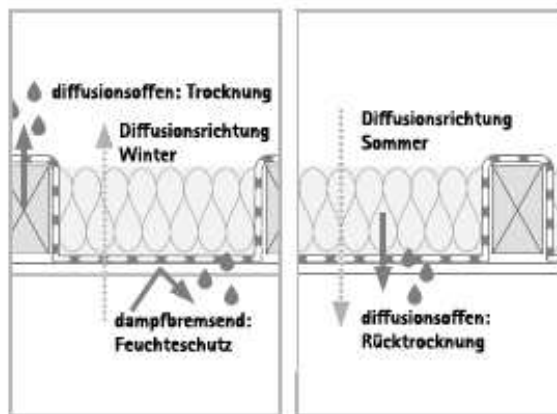 diffusionsoffen: Trocknung
Diffusionsrichtung
Winter
dampfbremsend:
Feuchteschutz
Diffusionsrichtung
Sommer
diffusionsoffen:
Rücktrocknung